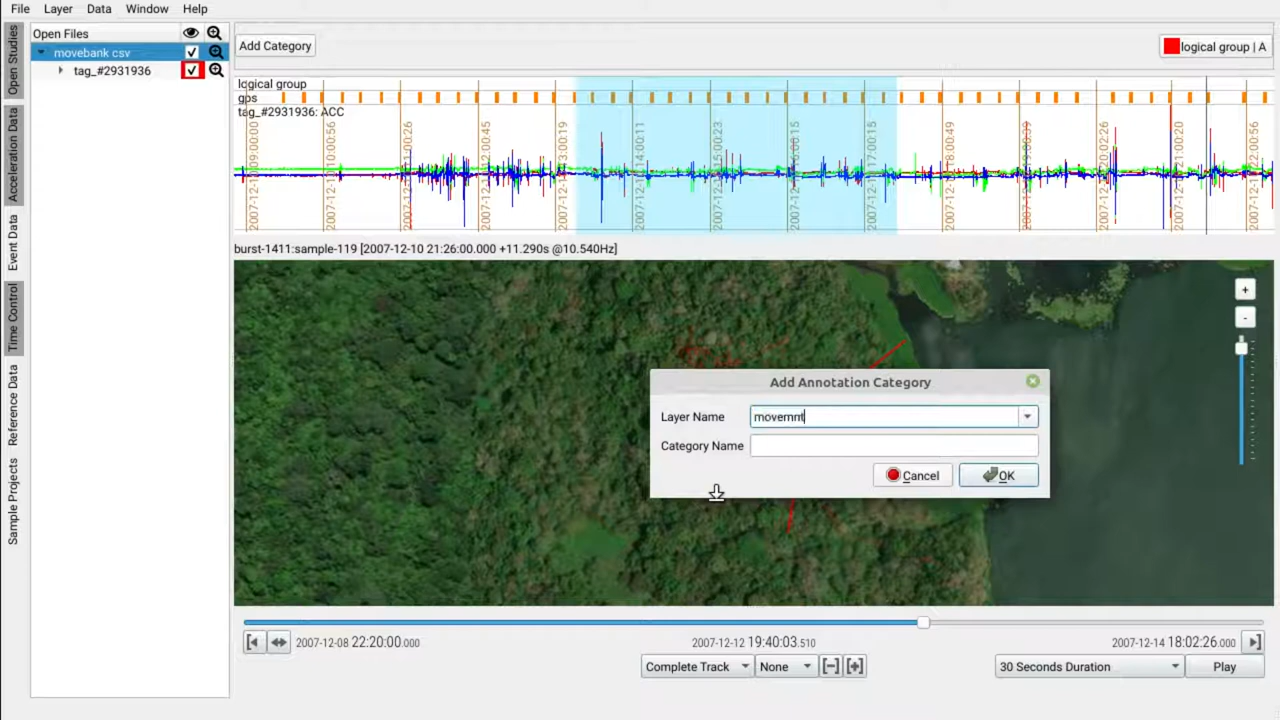 File Layer Data Window Help
Open Files
movebank csv
tag_#2931936
Open Studies
Acceleration Data
Event Data
Time Control
Reference Data
Sample Projects
Add Category
logical group | A
logical group
gps
tag_#2931936: ACC
burst-1411:sample-119 [2007-12-10 21:26:00.000 +11.290s @10.540Hz]
+
-
Add Annotation Category
Layer Name movemnt
Category Name
Cancel OK
2007-12-08 22:20:00.000 2007-12-12 19:40:03.510 2007-12-14 18:02:26.000
Complete Track None [-] [+] 30 Seconds Duration Play